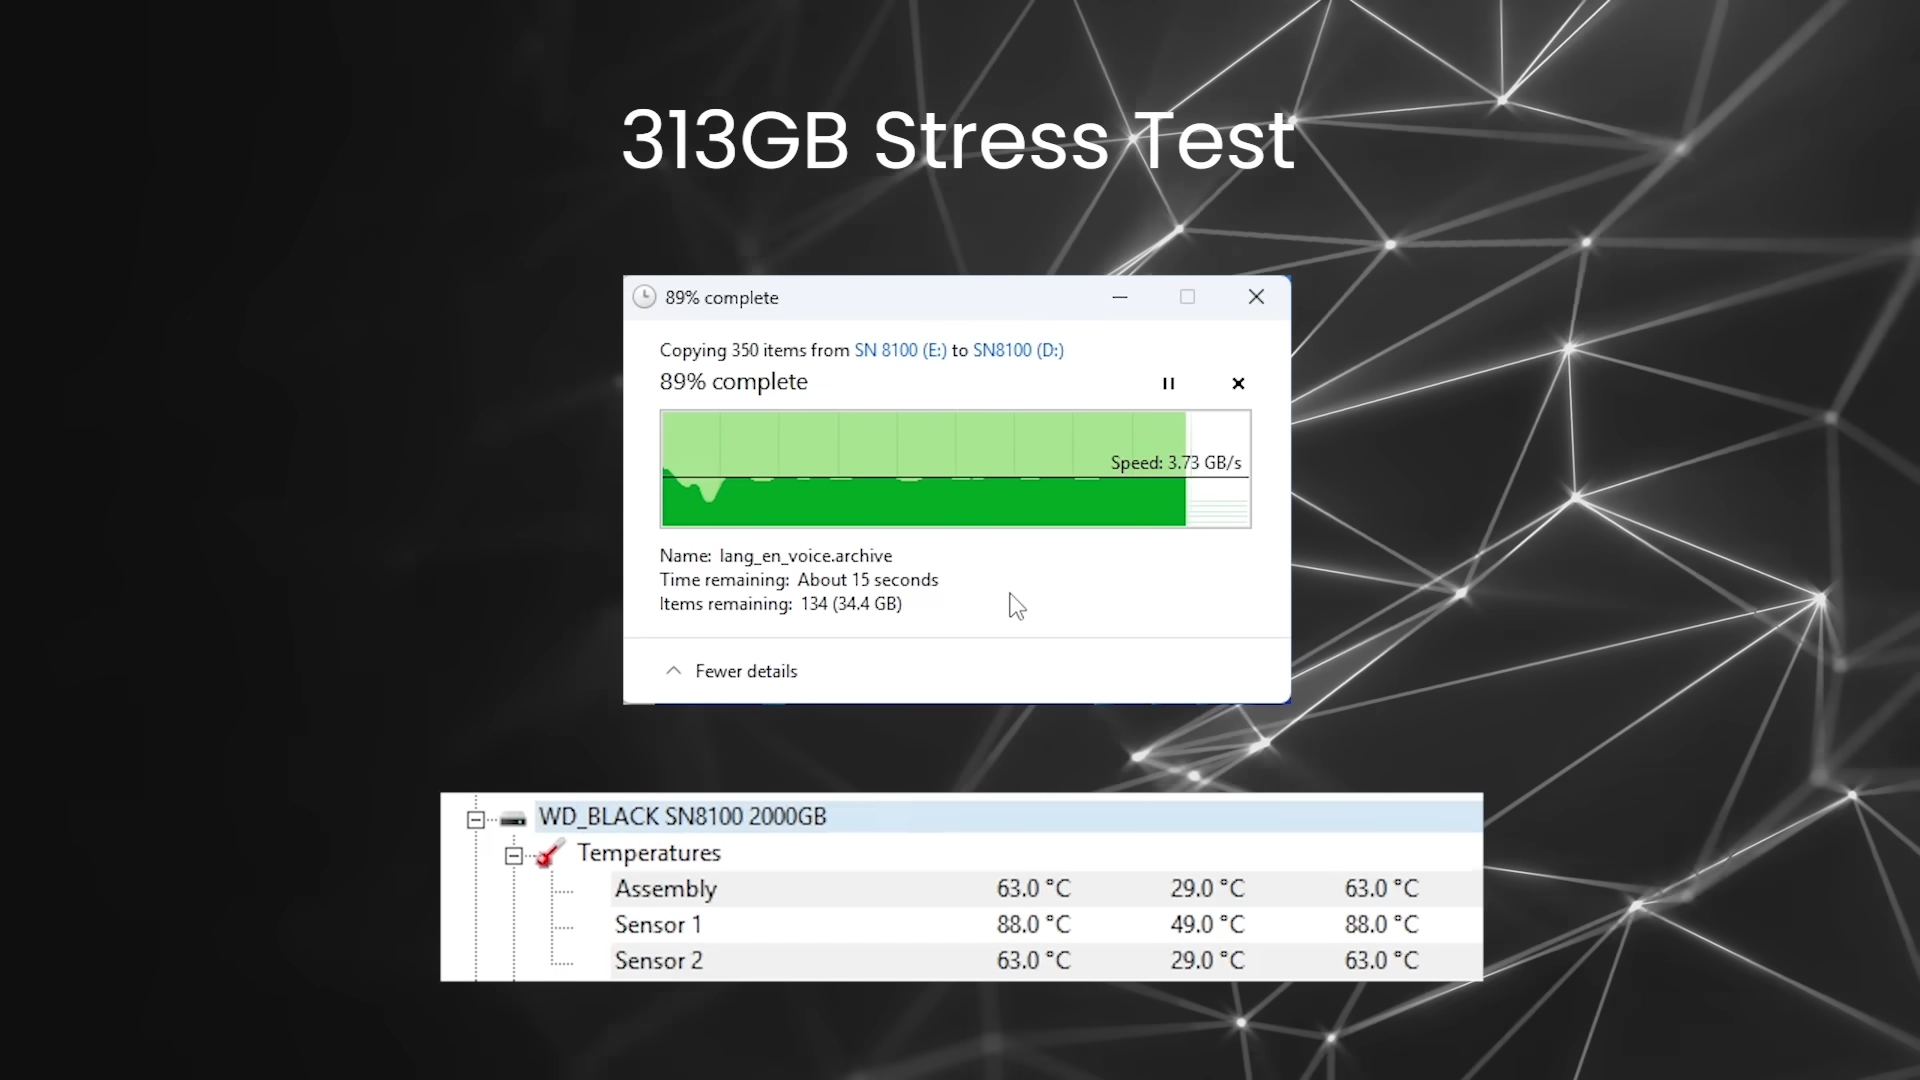 313GB Stress Test
89% complete
Copying 350 items from SN 8100 (E:) to SN8100 (D:)
89% complete
Speed: 3.73 GB/s
Name: lang_en_voice.archive
Time remaining: About 15 seconds
Items remaining: 134 (34.4 GB)
Fewer details
WD_BLACK SN8100 2000GB
Temperatures
Assembly 63.0 °C 29.0 °C 63.0 °C
Sensor 1 88.0 °C 49.0 °C 88.0 °C
Sensor 2 63.0 °C 29.0 °C 63.0 °C